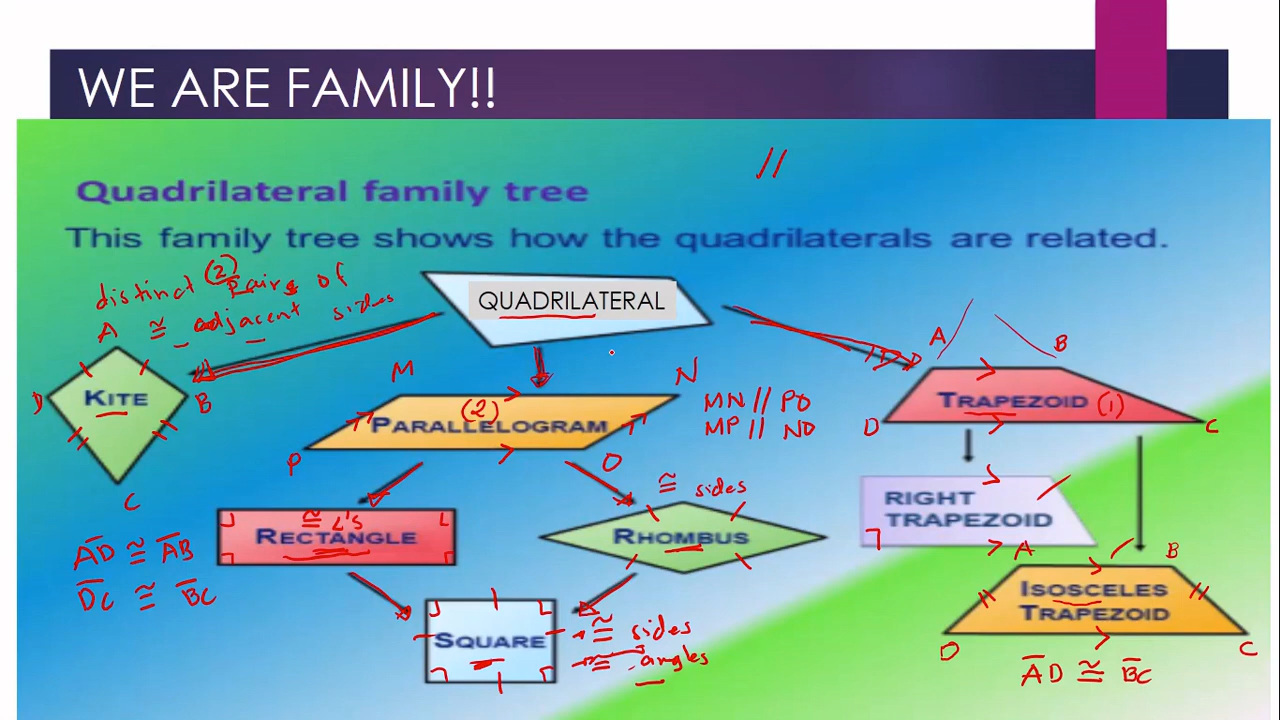 WE ARE FAMILY!!
//
Quadrilateral family tree
This family tree shows how the quadrilaterals are related.
distinct (2) pairs of
≅ adjacent sides
QUADRILATERAL
A
KITE
D
B
C
AD ≅ AB
DC ≅ BC
M
N
(2)
PARALLELOGRAM
P
O
MN // PO
MP // NO
≅ ∠'s
RECTANGLE
≅ sides
RHOMBUS
SQUARE
≅ sides
≅ angles
A
B
TRAPEZOID (1)
D
C
RIGHT
TRAPEZOID
A
B
ISOSCELES
TRAPEZOID
D
C
AD ≅ BC